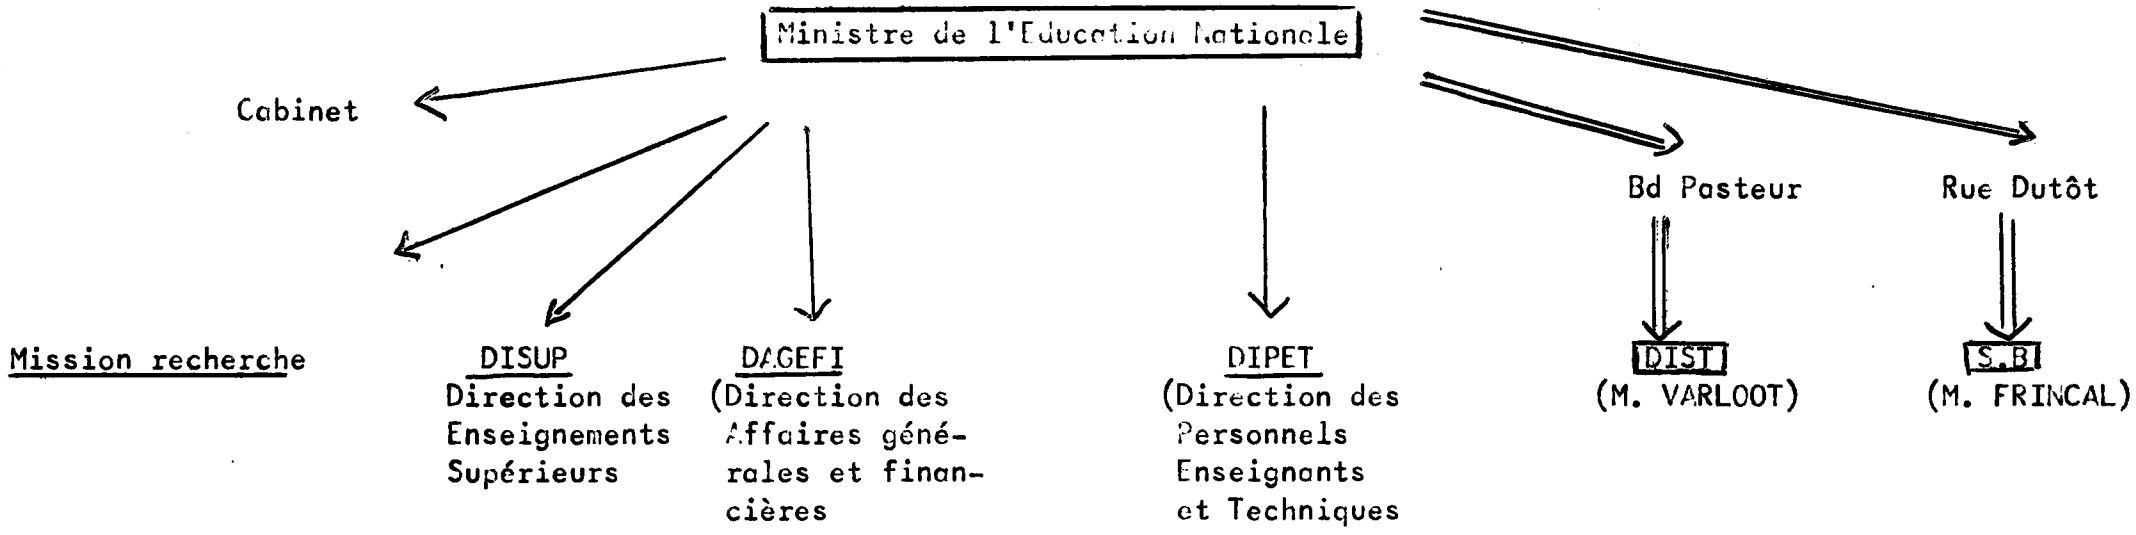 Ministre de l'Education Nationale
Cabinet
Bd Pasteur
Rue Dutôt
Mission recherche
DISUP
Direction des
Enseignements
Supérieurs
DAGEFI
(Direction des
Affaires géné-
rales et finan-
cières
DIPET
(Direction des
Personnels
Enseignants
et Techniques
DIST
(M. VARLOOT)
S.B
(M. FRINCAL)